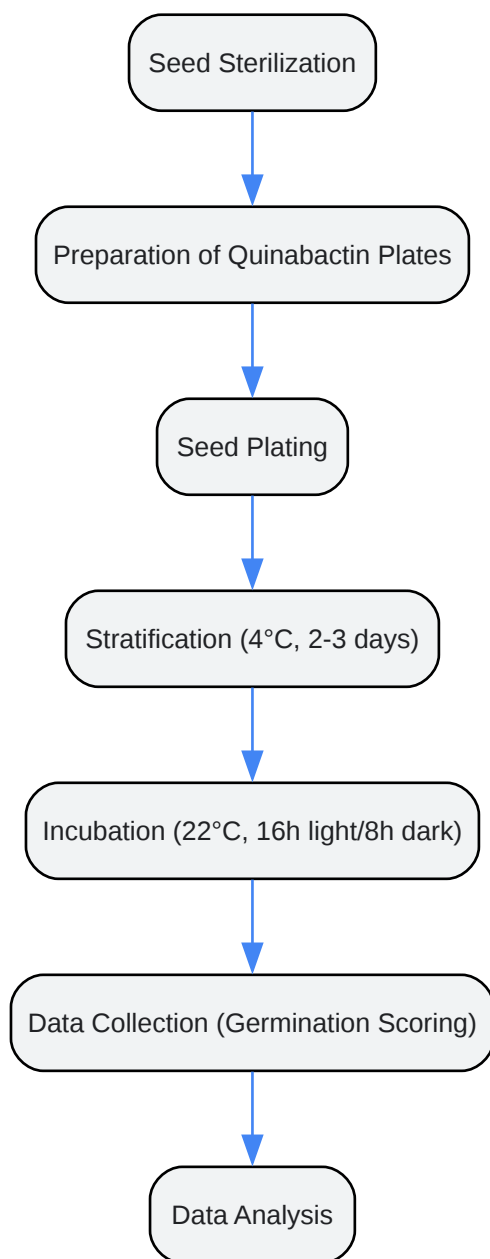 Seed Sterilization
Preparation of Quinabactin Plates
Seed Plating
Stratification (4°C, 2-3 days)
Incubation (22°C, 16h light/8h dark)
Data Collection (Germination Scoring)
Data Analysis